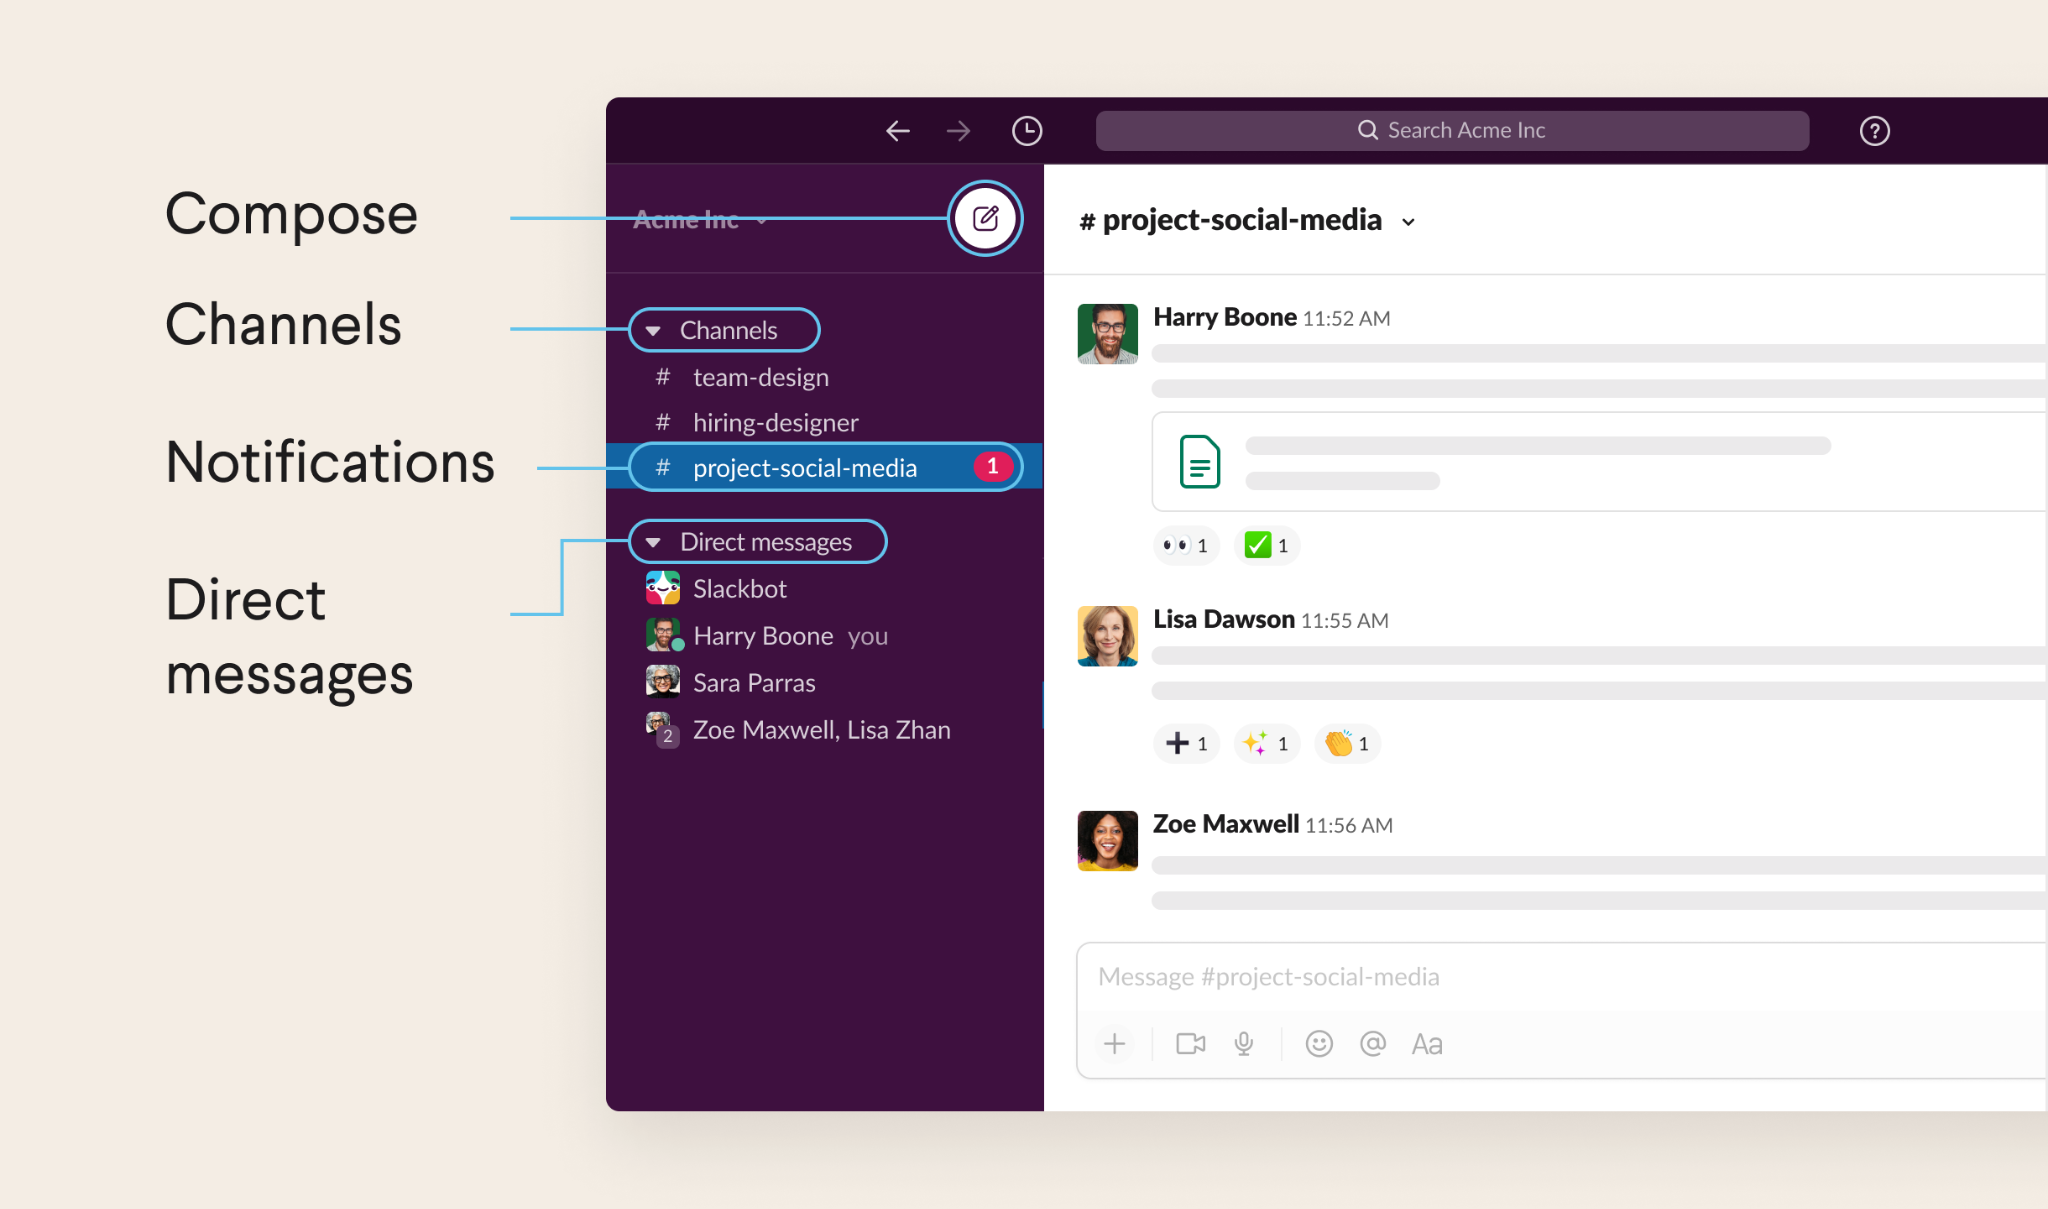 Compose
Channels
Notifications
Direct
messages
Search Acme Inc
?
Acme Inc
Channels
# team-design
# hiring-designer
# project-social-media 1
Direct messages
Slackbot
Harry Boone you
Sara Parras
2 Zoe Maxwell, Lisa Zhan
# project-social-media
Harry Boone 11:52 AM
1 1
Lisa Dawson 11:55 AM
1 1 1
Zoe Maxwell 11:56 AM
Message #project-social-media
@ Aa